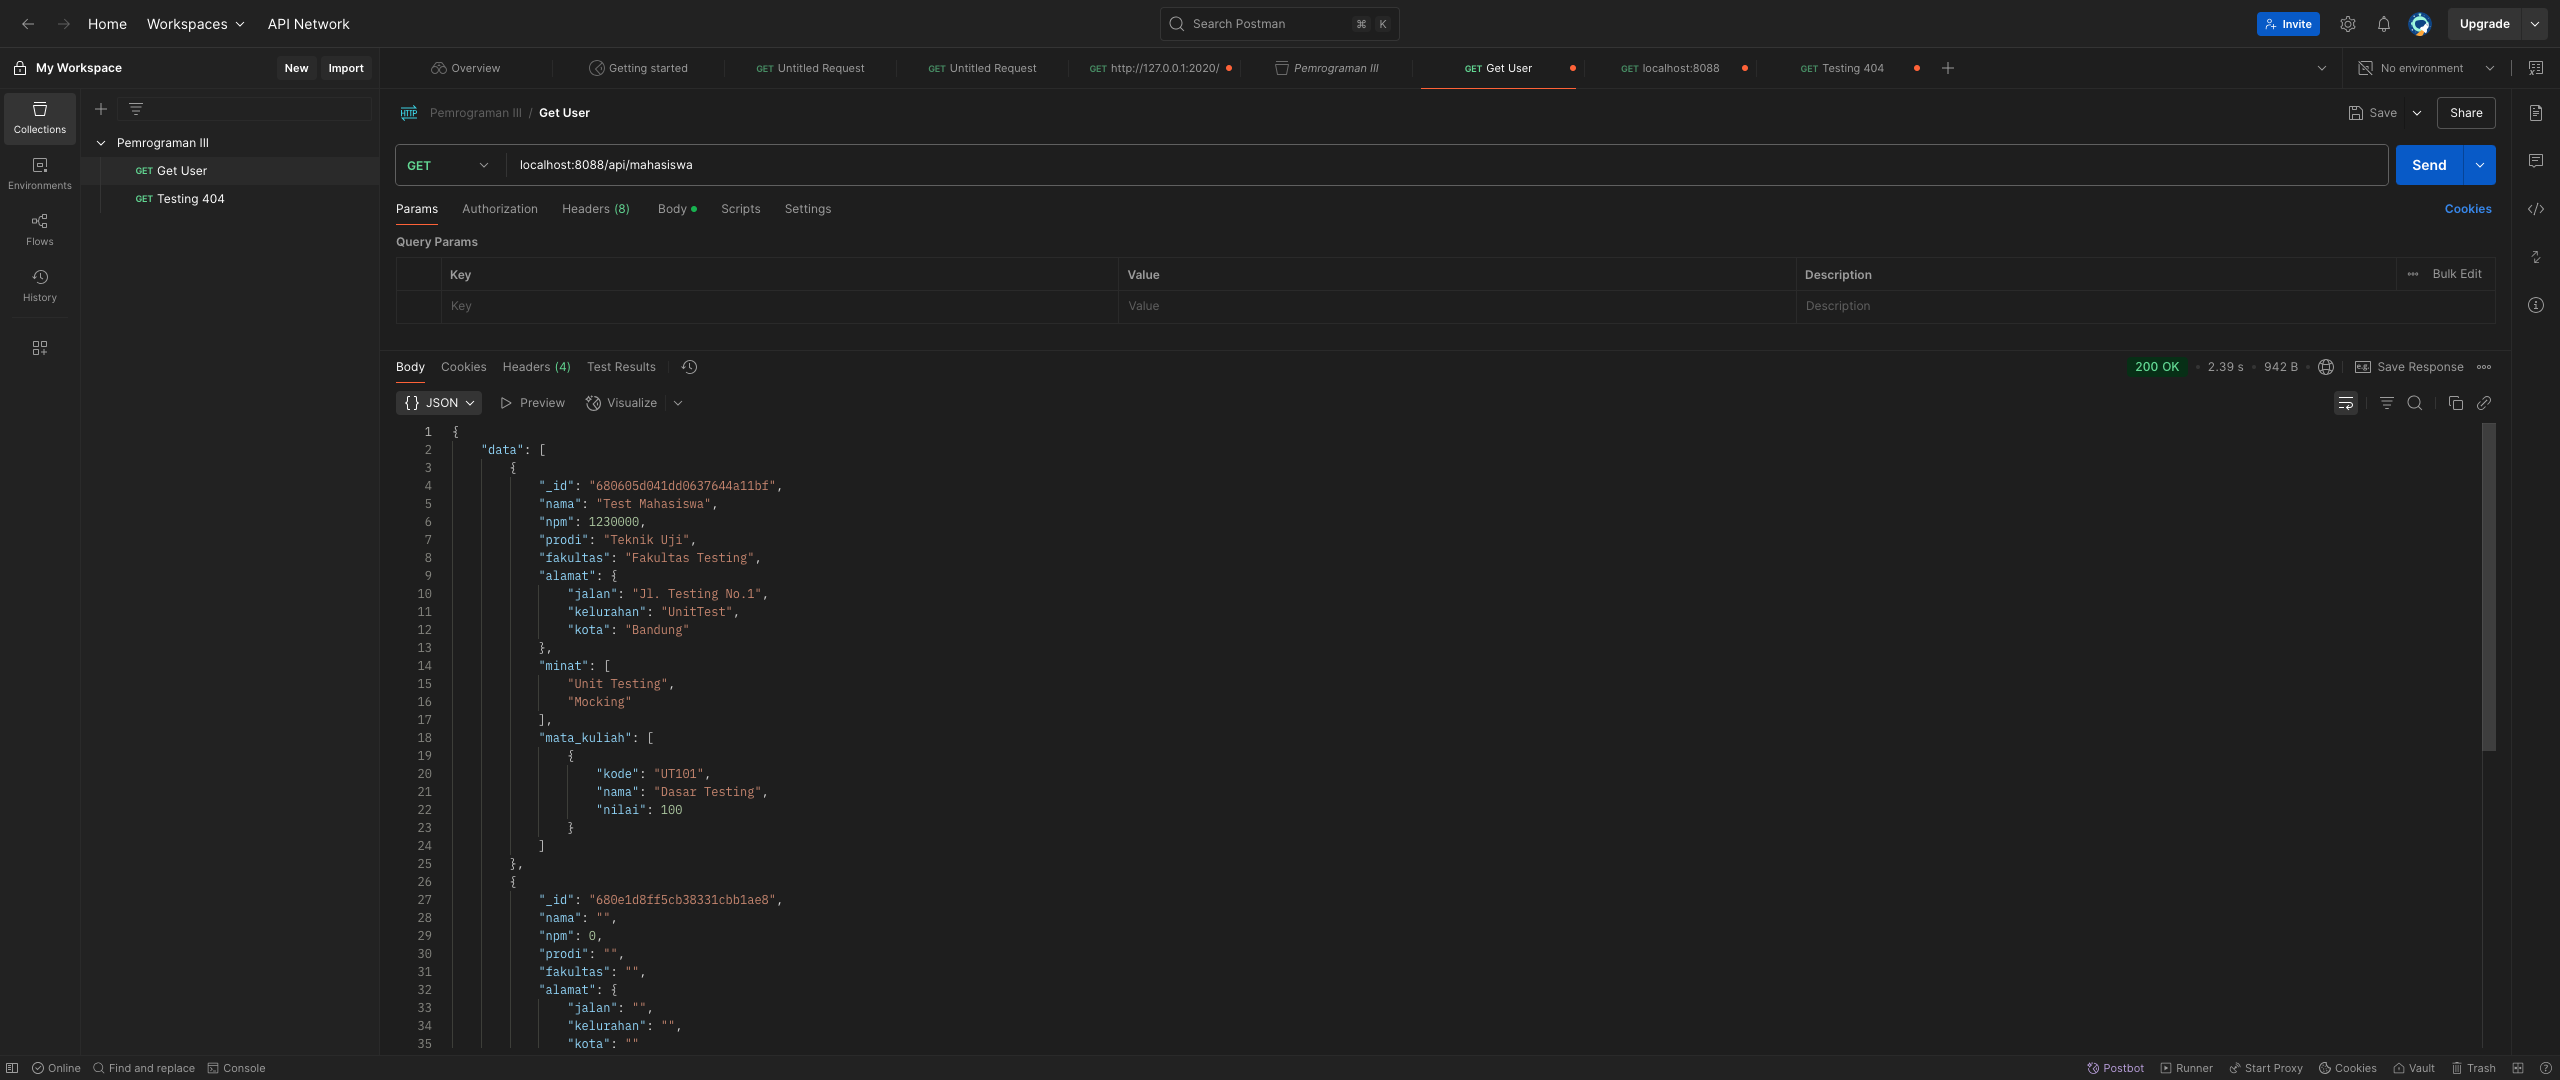 Home Workspaces API Network Search Postman ⌘ K Invite Upgrade
My Workspace New Import Overview Getting started GET Untitled Request GET Untitled Request GET http://127.0.0.1:2020/ Pemrograman III GET Get User GET localhost:8088 GET Testing 404 No environment
Collections
Environments
Flows
History
Pemrograman III
GET Get User
GET Testing 404
HTTP Pemrograman III / Get User Save Share
GET localhost:8088/api/mahasiswa Send
Params Authorization Headers (8) Body Scripts Settings Cookies
Query Params
Key Value Description Bulk Edit
Key Value Description
Body Cookies Headers (4) Test Results 200 OK 2.39 s 942 B e.g. Save Response
{} JSON Preview Visualize
1 {
2 "data": [
3 {
4 "_id": "680605d041dd0637644a11bf",
5 "nama": "Test Mahasiswa",
6 "npm": 1230000,
7 "prodi": "Teknik Uji",
8 "fakultas": "Fakultas Testing",
9 "alamat": {
10 "jalan": "Jl. Testing No.1",
11 "kelurahan": "UnitTest",
12 "kota": "Bandung"
13 },
14 "minat": [
15 "Unit Testing",
16 "Mocking"
17 ],
18 "mata_kuliah": [
19 {
20 "kode": "UT101",
21 "nama": "Dasar Testing",
22 "nilai": 100
23 }
24 ]
25 },
26 {
27 "_id": "680e1d8ff5cb38331cbb1ae8",
28 "nama": "",
29 "npm": 0,
30 "prodi": "",
31 "fakultas": "",
32 "alamat": {
33 "jalan": "",
34 "kelurahan": "",
35 "kota": ""
Online Find and replace Console Postbot Runner Start Proxy Cookies Vault Trash